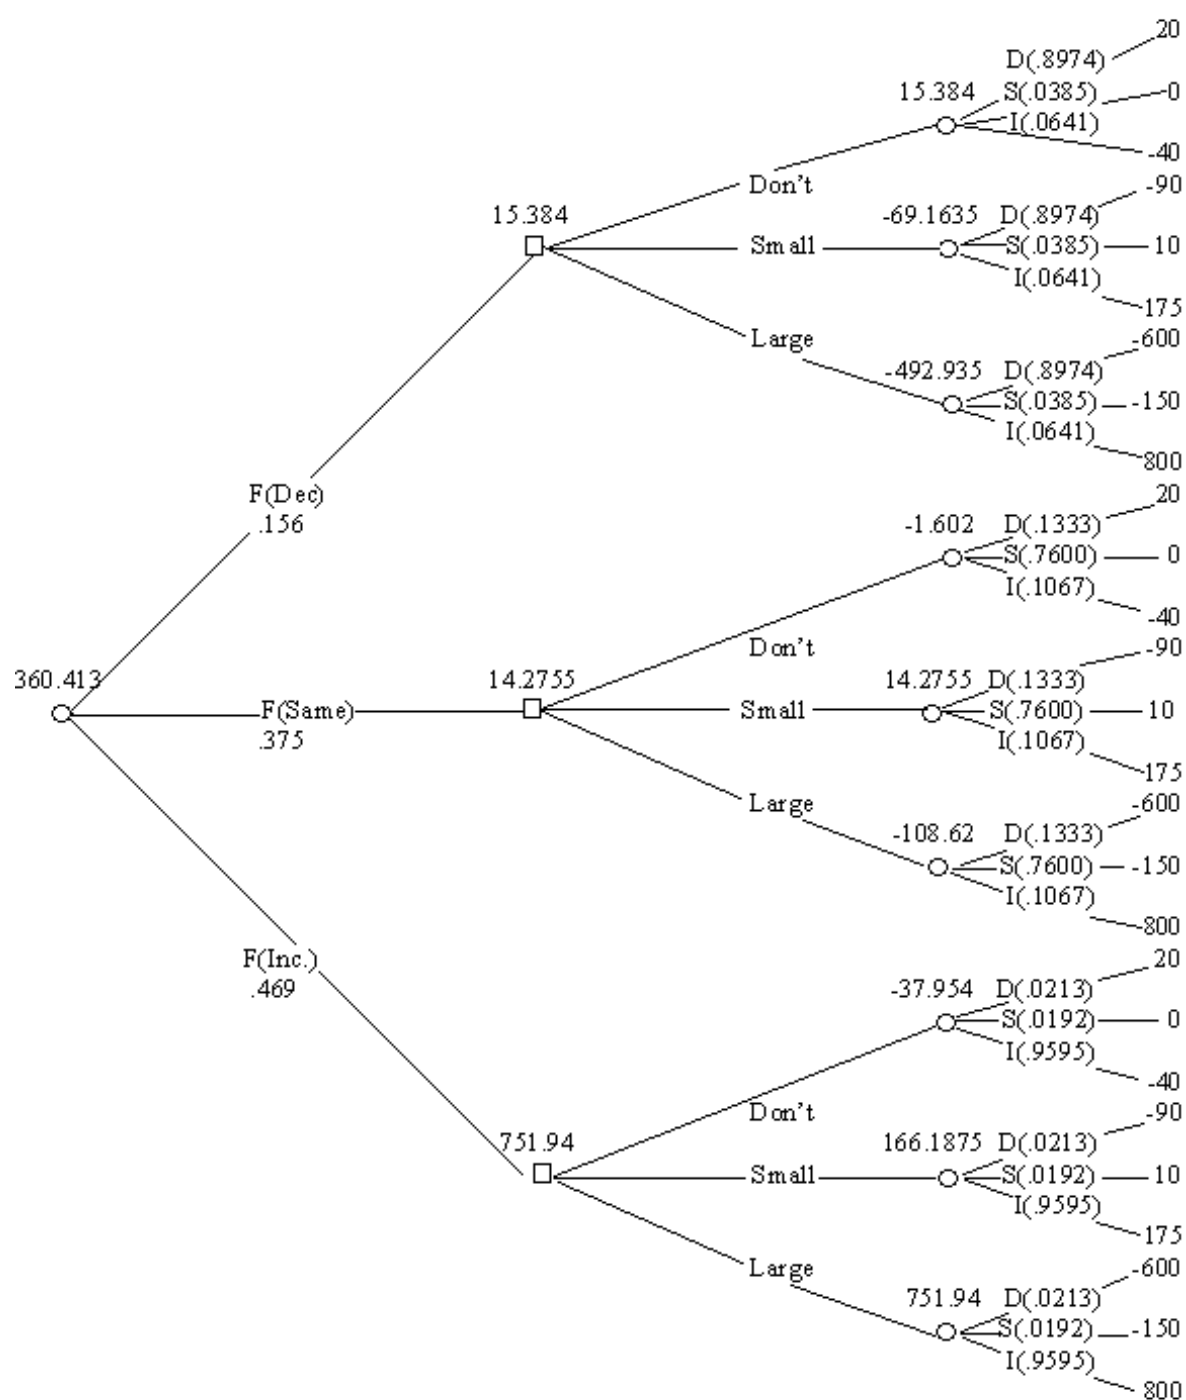 20
D(.8974)
15.384 S(.0385) 0
I(.0641)
-40
Don't
-90
15.384 -69.1635 D(.8974)
Small S(.0385) 10
I(.0641)
175
Large -600
-492.935 D(.8974)
S(.0385) -150
I(.0641)
800
F(Dec) 20
.156 -1.602 D(.1333)
S(.7600) 0
I(.1067)
-40
Don't -90
360.413 14.2755 14.2755 D(.1333)
F(Same) Small S(.7600) 10
.375 I(.1067)
175
Large -600
-108.62 D(.1333)
S(.7600) -150
I(.1067)
800
F(Inc.) 20
.469 -37.954 D(.0213)
S(.0192) 0
I(.9595)
-40
Don't -90
751.94 166.1875 D(.0213)
Small S(.0192) 10
I(.9595)
175
Large -600
751.94 D(.0213)
S(.0192) -150
I(.9595)
800